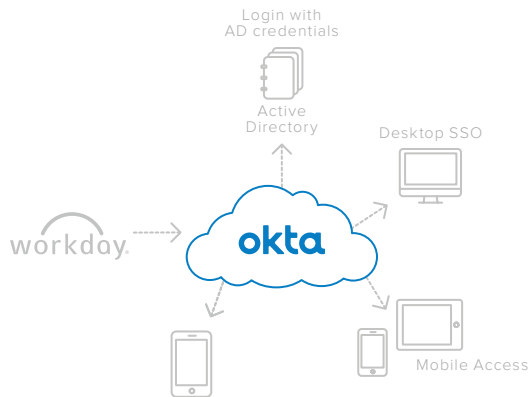 Login with
AD credentials
Active
Directory
Desktop SSO
workday.
okta
Mobile Access